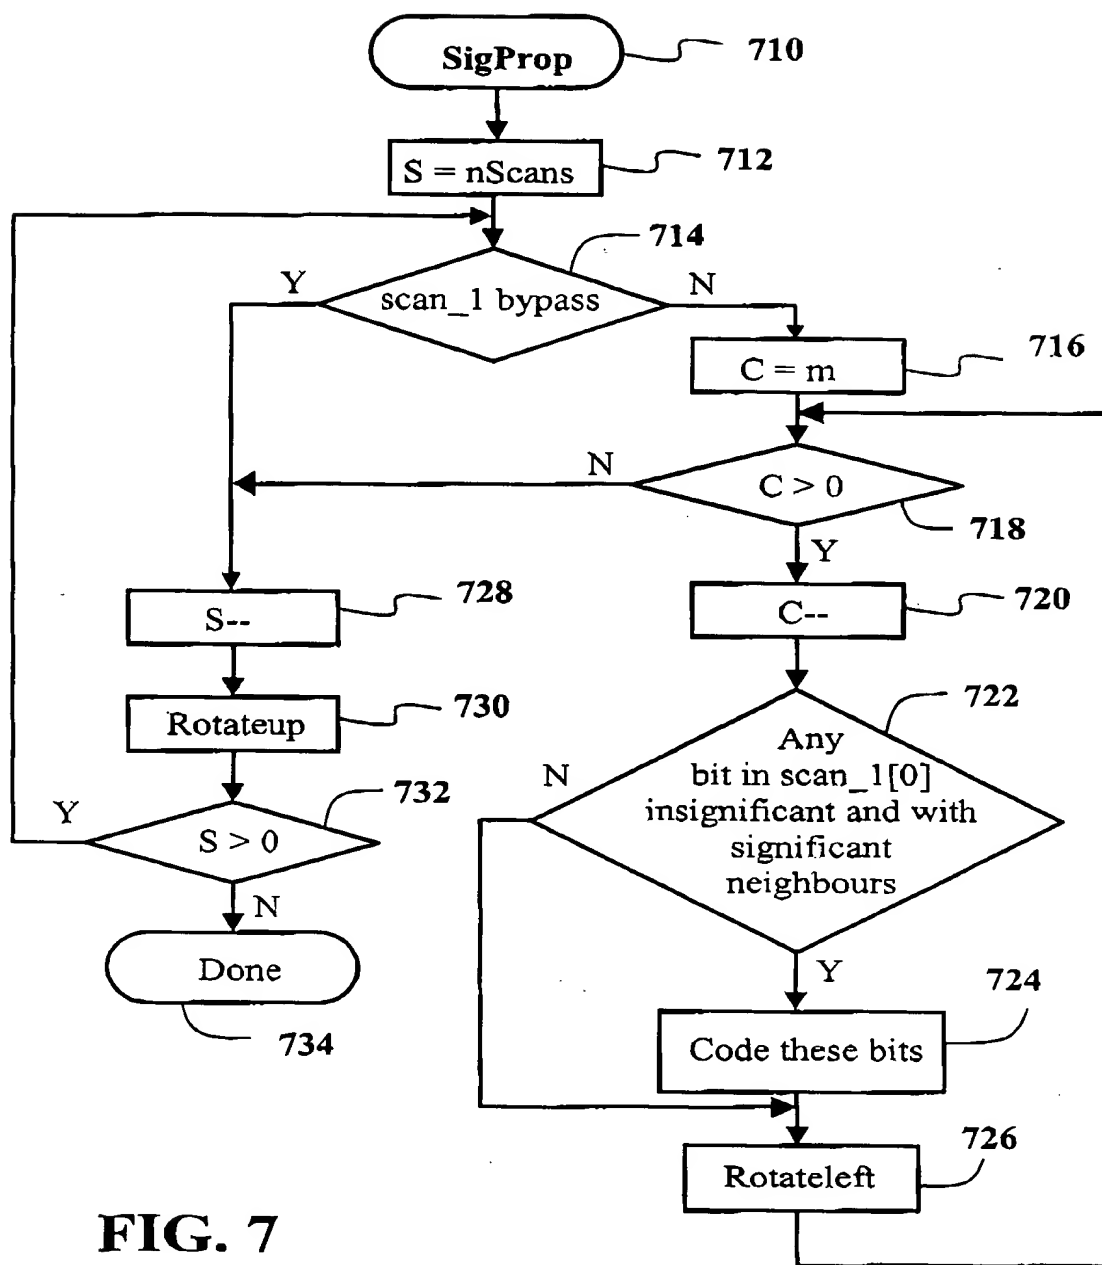 SigProp
710
S = nScans
712
714
Y
scan_1 bypass
N
C = m
716
N
C > 0
718
Y
S--
728
C--
720
Rotateup
730
722
Any
bit in scan_1[0]
insignificant and with
significant
neighbours
N
Y
S > 0
732
N
Done
734
Y
724
Code these bits
726
Rotateleft
FIG. 7